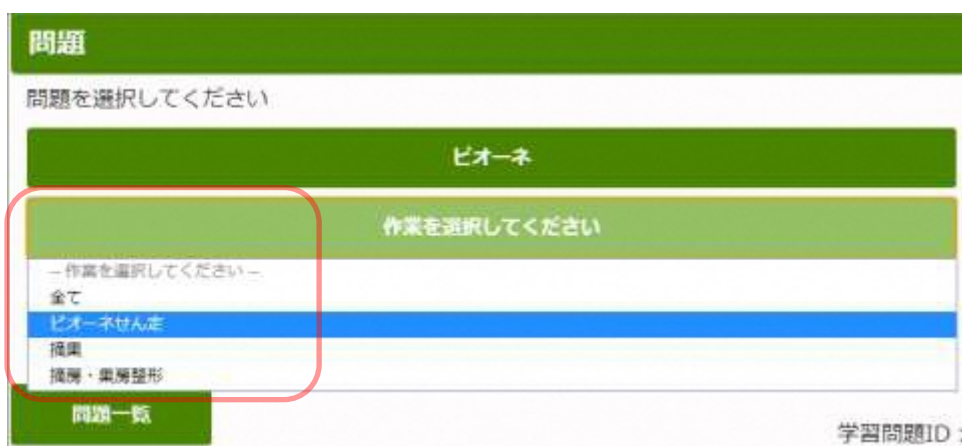 問題
問題を選択してください
ピオーネ
作業を選択してください
-- 作業を選択してください --
全て
ピオーネせん定
摘果
摘房・果房整形
問題一覧
学習問題ID：